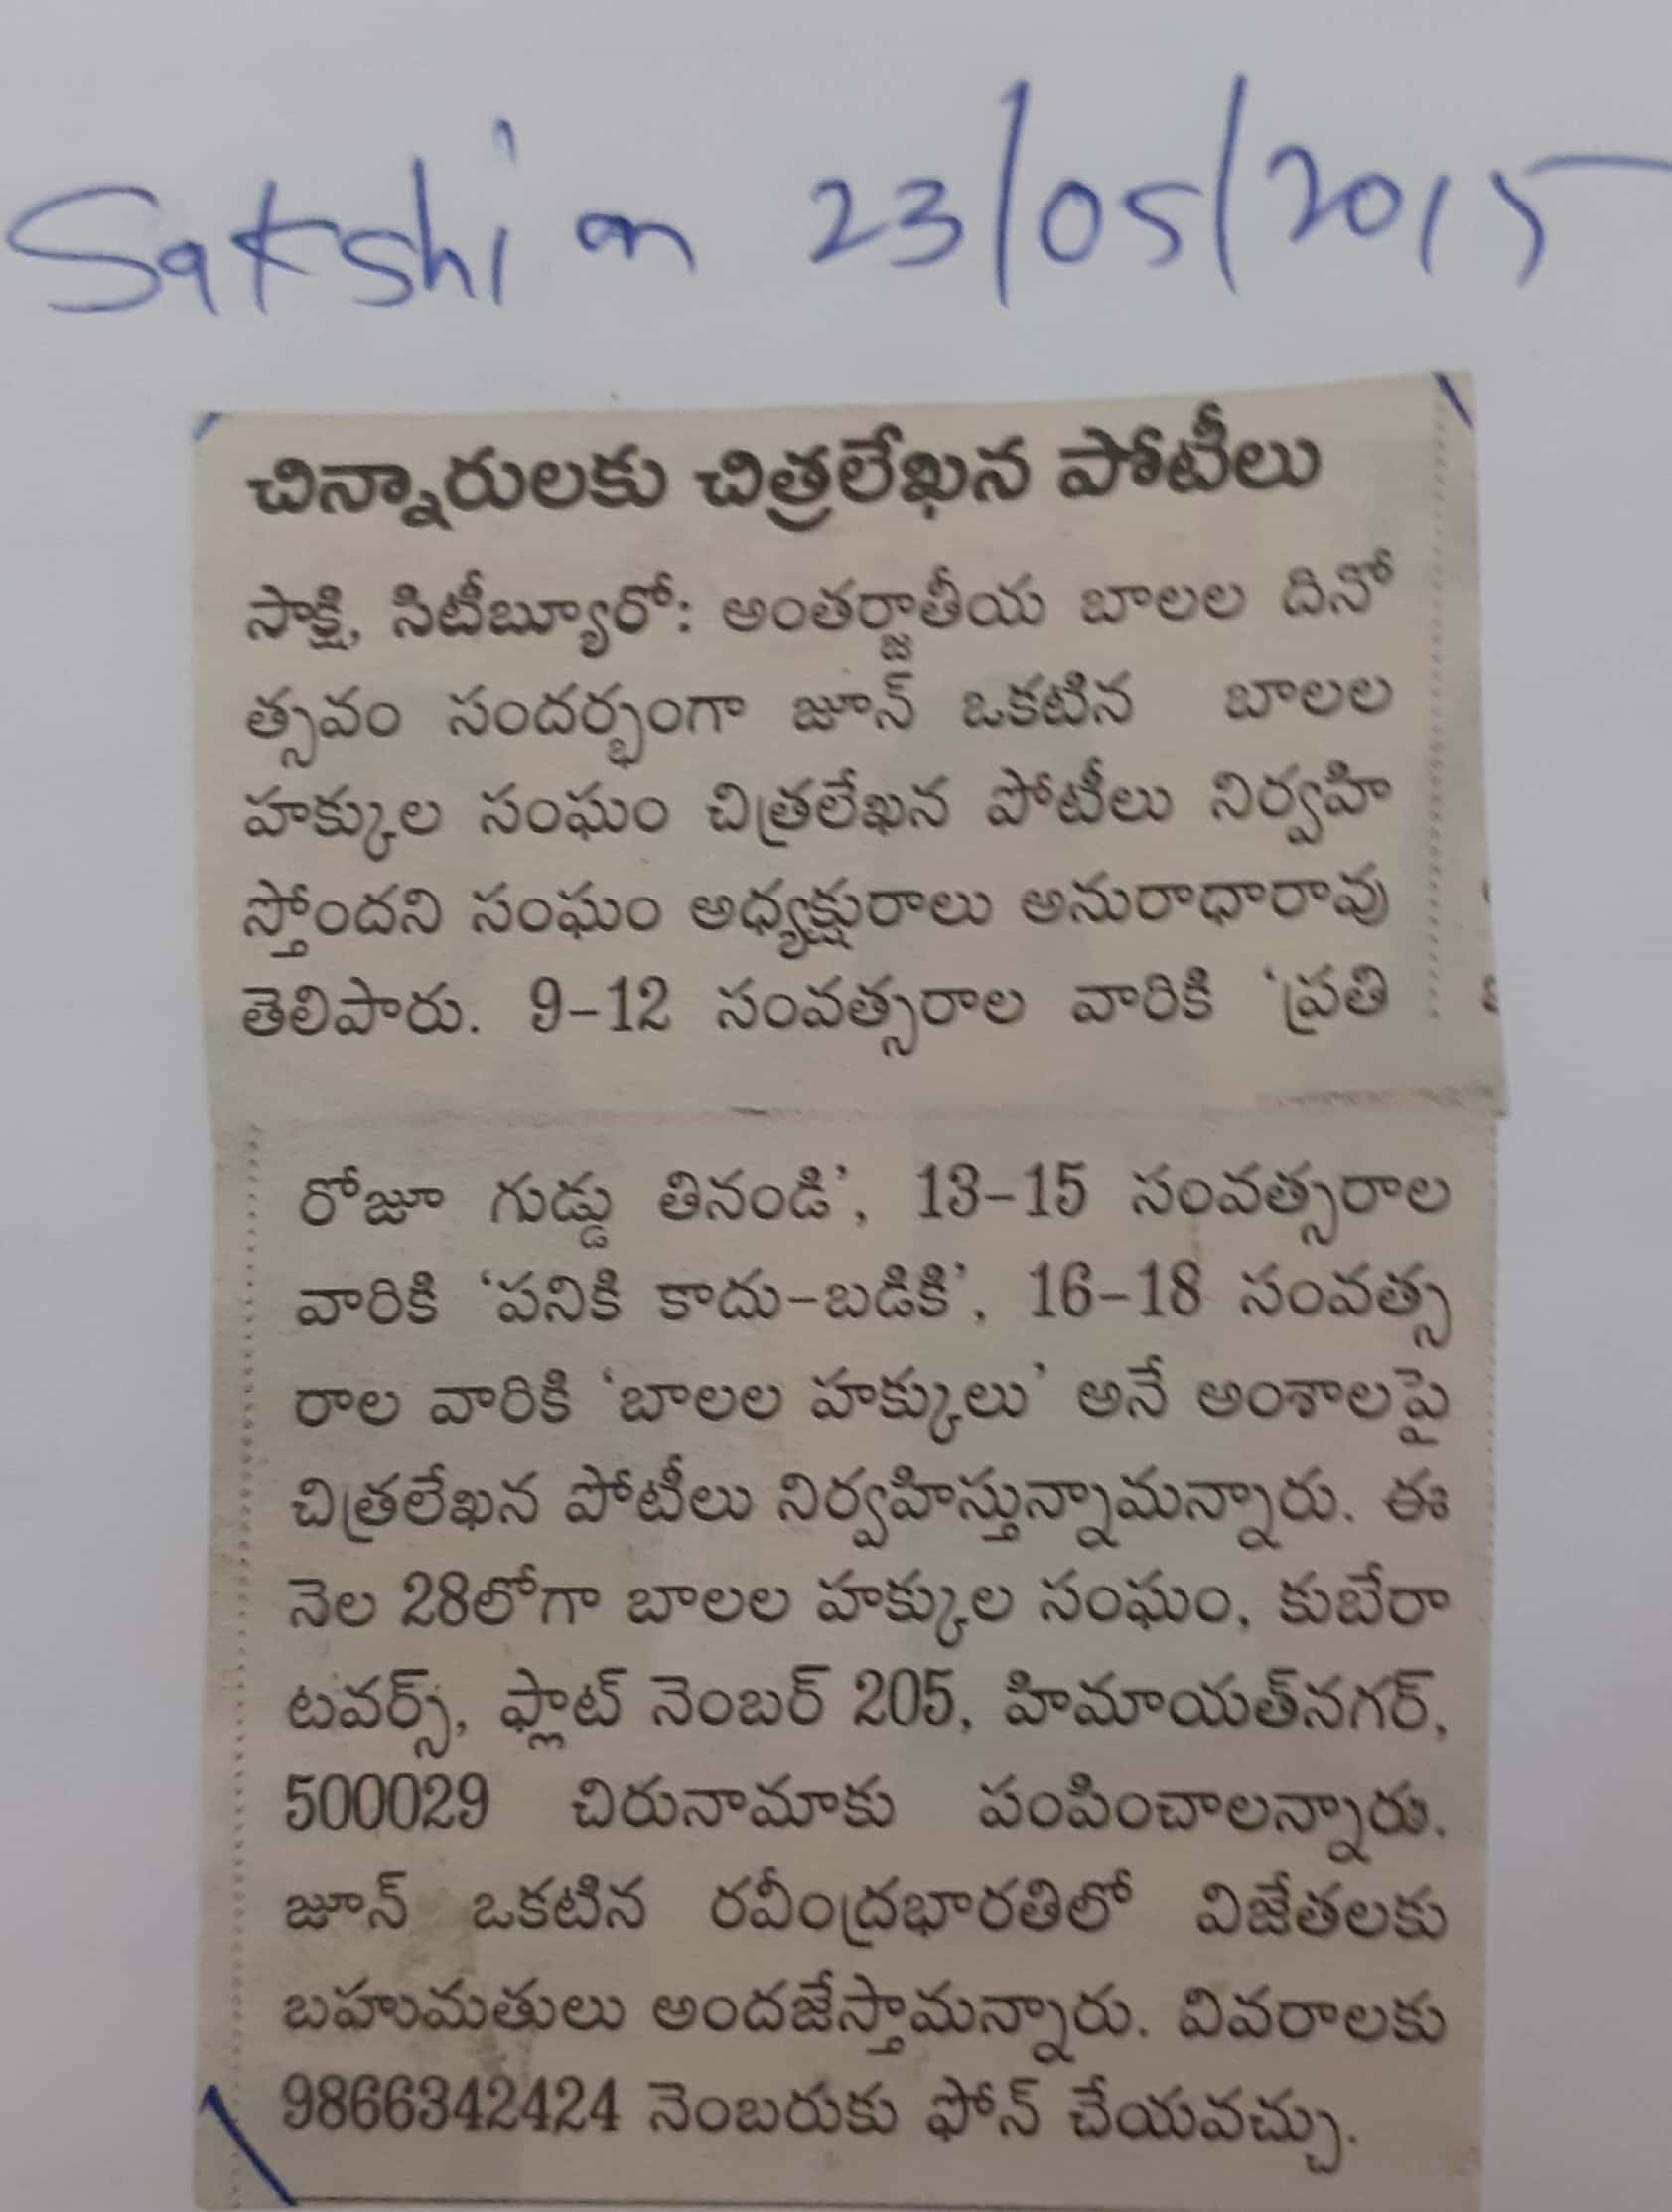 Sakshi on 23/05/2015
చిన్నారులకు చిత్రలేఖన పోటీలు
సాక్షి, సిటీబ్యూరో: అంతర్జాతీయ బాలల దినో
త్సవం సందర్భంగా జూన్ ఒకటిన బాలల
హక్కుల సంఘం చిత్రలేఖన పోటీలు నిర్వహి
స్తోందని సంఘం అధ్యక్షురాలు అనురాధారావు
తెలిపారు. 9-12 సంవత్సరాల వారికి ‘ప్రతి
రోజూ గుడ్డు తినండి’, 13-15 సంవత్సరాల
వారికి ‘పనికి కాదు-బడికి’, 16-18 సంవత్స
రాల వారికి ‘బాలల హక్కులు’ అనే అంశాలపై
చిత్రలేఖన పోటీలు నిర్వహిస్తున్నామన్నారు. ఈ
నెల 28లోగా బాలల హక్కుల సంఘం, కుబేరా
టవర్స్, ఫ్లాట్ నెంబర్ 205, హిమాయత్‌నగర్,
500029 చిరునామాకు పంపించాలన్నారు.
జూన్ ఒకటిన రవీంద్రభారతిలో విజేతలకు
బహుమతులు అందజేస్తామన్నారు. వివరాలకు
9866342424 నెంబరుకు ఫోన్ చేయవచ్చు.